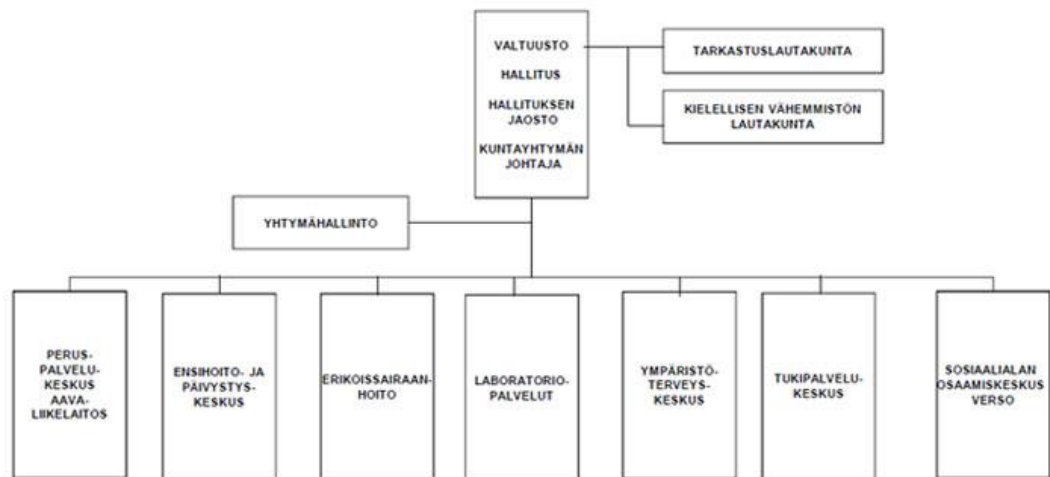 VALTUUSTO
HALLITUS
HALLITUKSEN
JAOSTO
KUNTAYHTYMÄN
JOHTAJA
TARKASTUSLAUTAKUNTA
KIELELLISEN VÄHEMMISTÖN
LAUTAKUNTA
YHTYMÄHALLINTO
PERUS-
PALVELU-
KESKUS
AAVA-
LIIKELAITOS
ENSIHOITO- JA
PÄIVYSTYS-
KESKUS
ERIKOISSAIRAAN-
HOITO
LABORATORIO-
PALVELUT
YMPÄRISTÖ-
TERVEYS-
KESKUS
TUKIPALVELU-
KESKUS
SOSIAALIALAN
OSAAMISKESKUS
VERSO